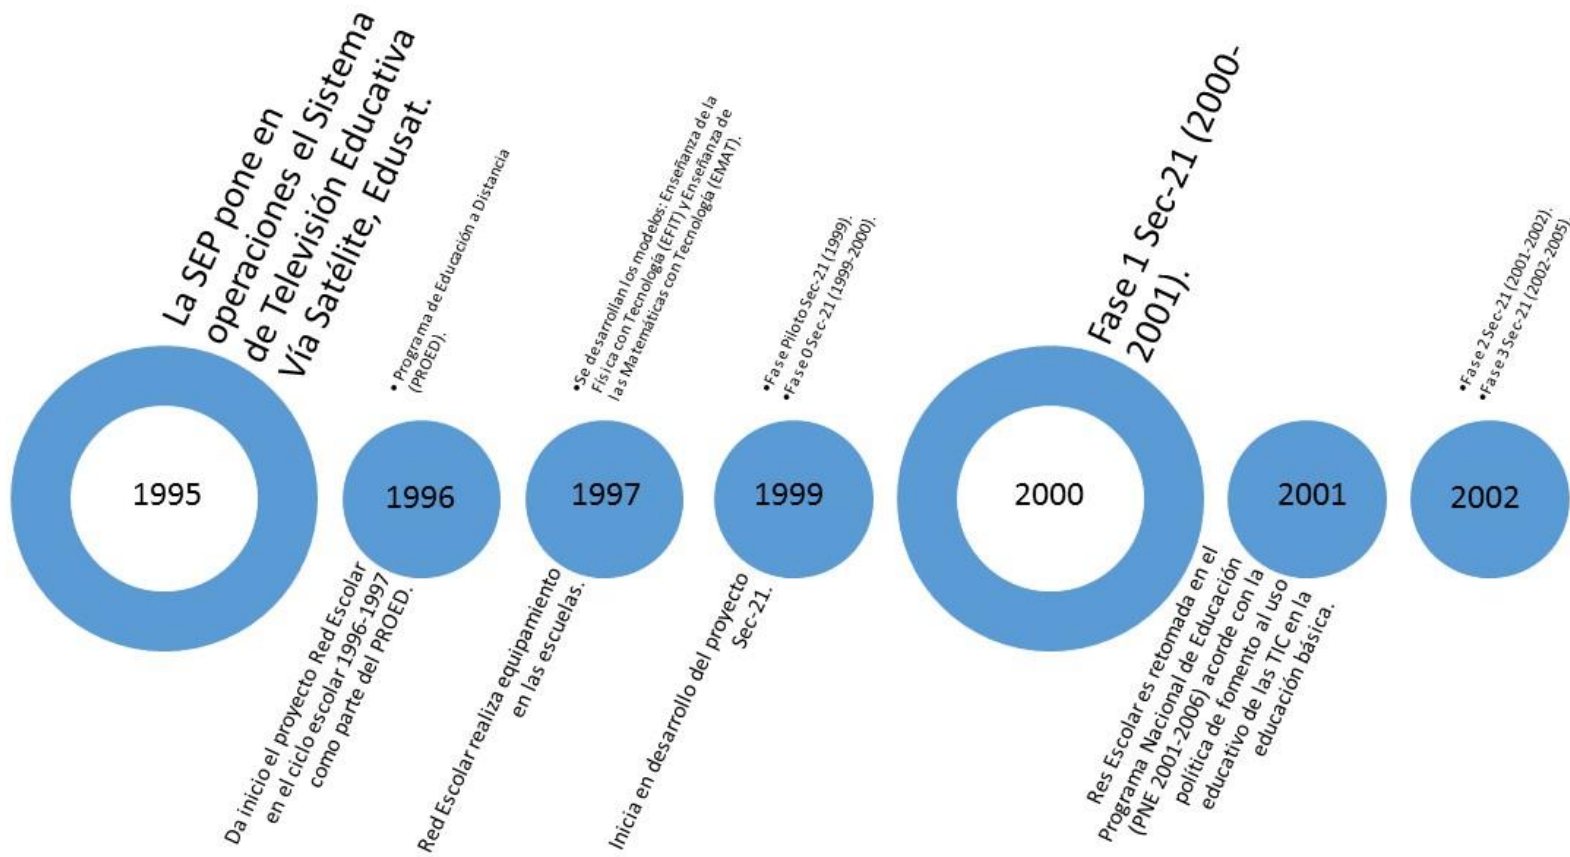 La SEP pone en
operaciones el Sistema
de Televisión Educativa
Vía Satélite, Edusat.
1995
• Programa de Educación a Distancia
(PROED).
1996
Da inicio el proyecto Red Escolar
en el ciclo escolar 1996-1997
como parte del PROED.
•Se desarrollan los modelos: Enseñanza de la
Física con Tecnología (EFIT) y Enseñanza de
las Matemáticas con Tecnología (EMAT).
1997
Red Escolar realiza equipamiento
en las escuelas.
•Fase Piloto Sec-21 (1999).
•Fase 0 Sec-21 (1999-2000).
1999
Inicia en desarrollo del proyecto
Sec-21.
Fase 1 Sec-21 (2000-
2001).
2000
2001
Res Escolar es retomada en el
Programa Nacional de Educación
(PNE 2001-2006) acorde con la
política de fomento al uso
educativo de las TIC en la
educación básica.
•Fase 2 Sec-21 (2001-2002).
•Fase 3 Sec-21 (2002-2005).
2002